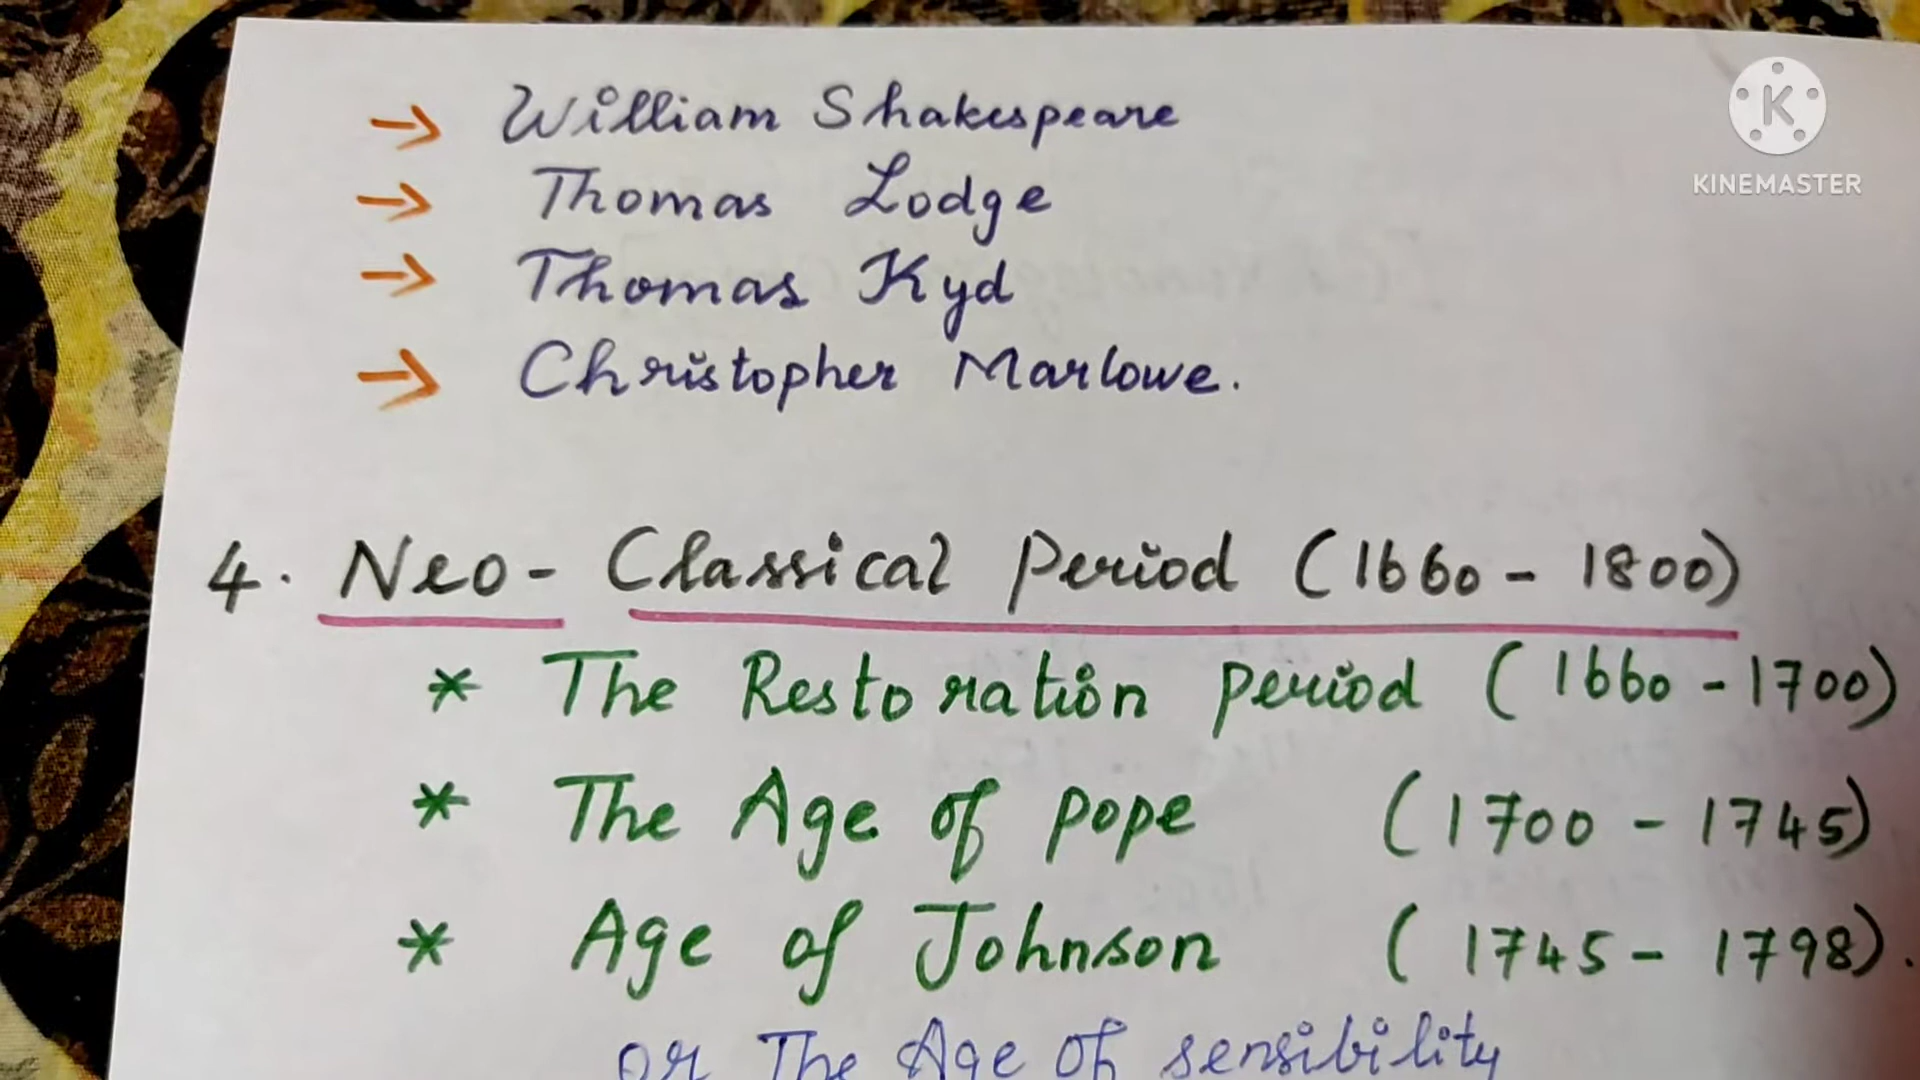 → William Shakespeare
→ Thomas Lodge
→ Thomas Kyd
→ Christopher Marlowe.
K
KINEMASTER
4. Neo-Classical Period (1660 - 1800)
* The Restoration Period (1660 - 1700)
* The Age of pope (1700 - 1745)
* Age of Johnson (1745 - 1798).
or The Age Of sensibility